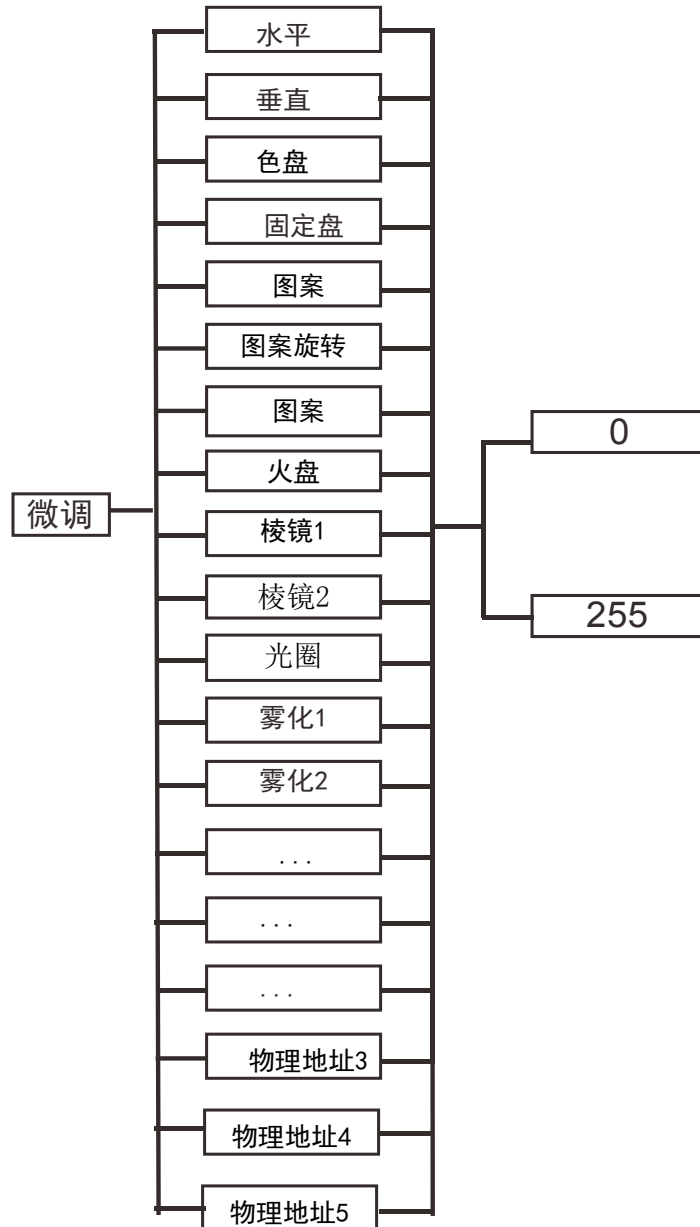 水平
垂直
色盘
固定盘
图案
图案旋转
图案
火盘
微调
棱镜1
棱镜2
光圈
雾化1
雾化2
...
...
...
物理地址3
物理地址4
物理地址5
0
255